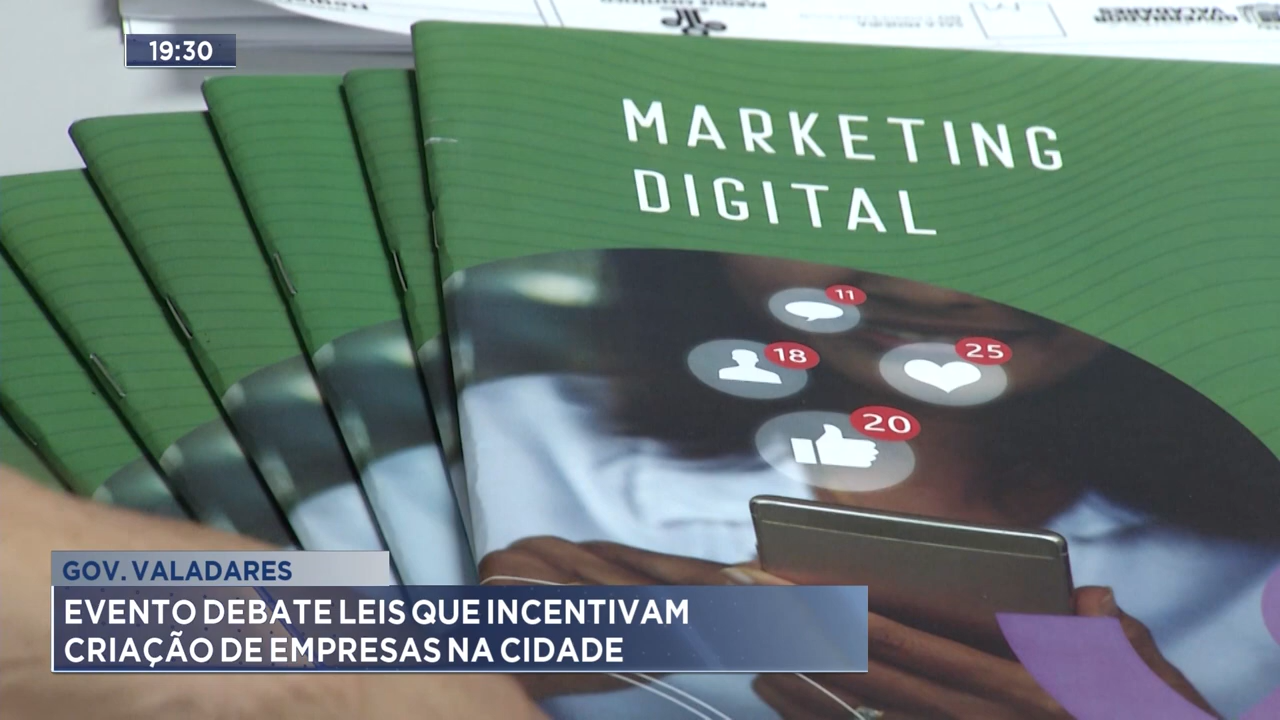 19:30
MARKETING
DIGITAL
11
18
25
20
GOV. VALADARES
EVENTO DEBATE LEIS QUE INCENTIVAM
CRIAÇÃO DE EMPRESAS NA CIDADE